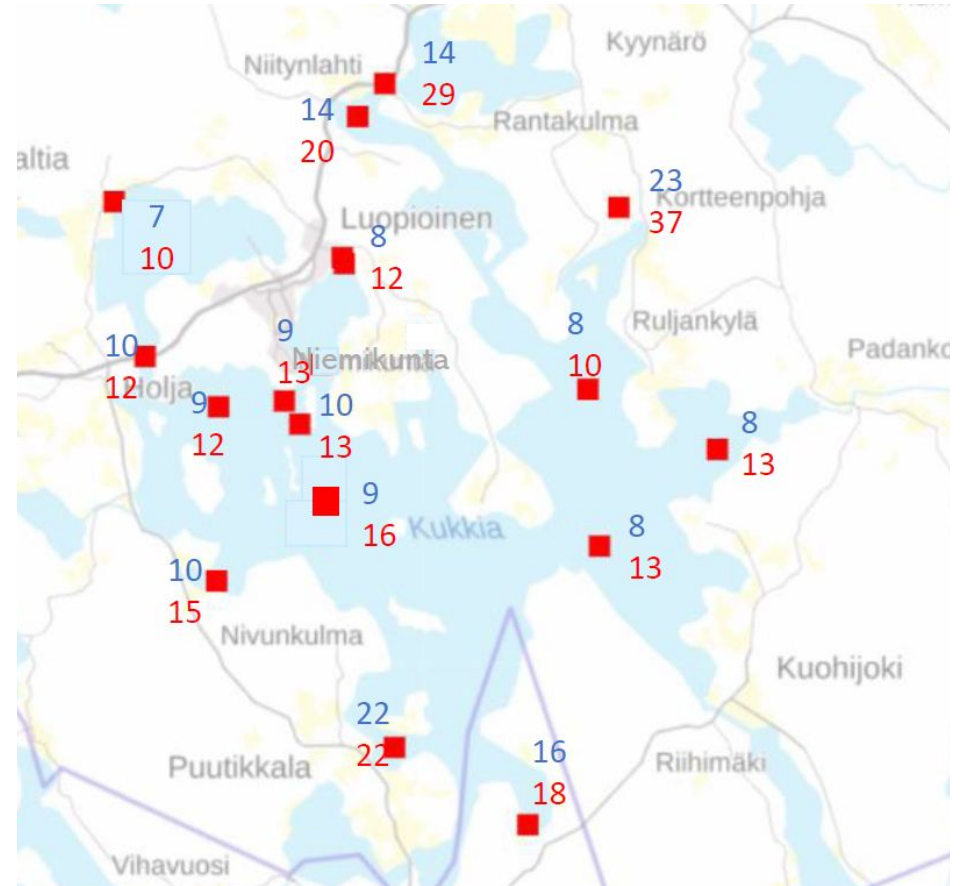 Kyynärö
Niitynlahti
14
29
14
20
Rantakulma
altia
23
Kortteenpohja
37
7
10
Luopioinen
8
12
9
Niemikunta
13
10
12
Holja
8
10
Ruljankylä
Padanko
9
12
10
13
8
13
9
16
Kukkia
8
13
10
15
Nivunkulma
Kuohijoki
22
22
Puutikkala
16
18
Riihimäki
Vihavuosi